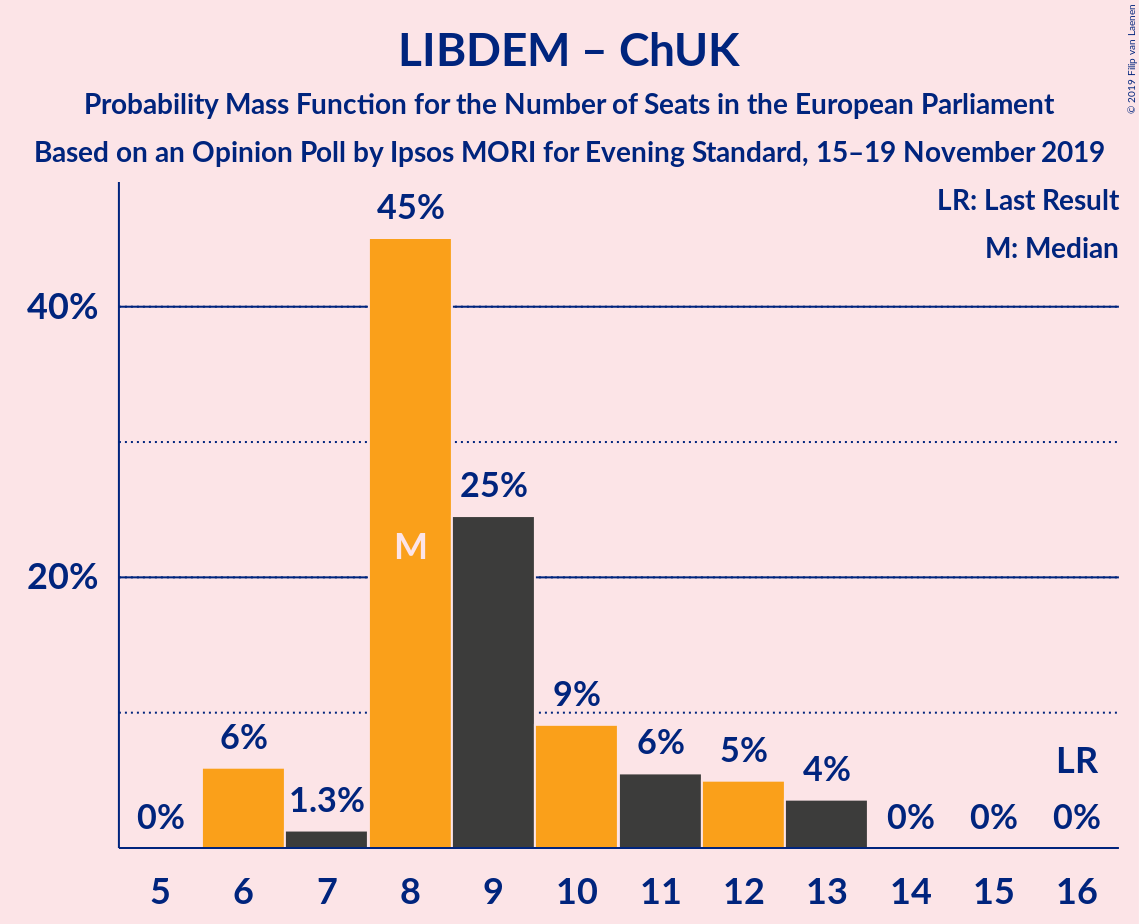 LIBDEM – ChUK
Probability Mass Function for the Number of Seats in the European Parliament
Based on an Opinion Poll by Ipsos MORI for Evening Standard, 15–19 November 2019
© 2019 Filip van Laenen
LR: Last Result
M: Median
40%
20%
0%
6%
1.3%
45%
M
25%
9%
6%
5%
4%
0%
0%
LR
0%
5 6 7 8 9 10 11 12 13 14 15 16